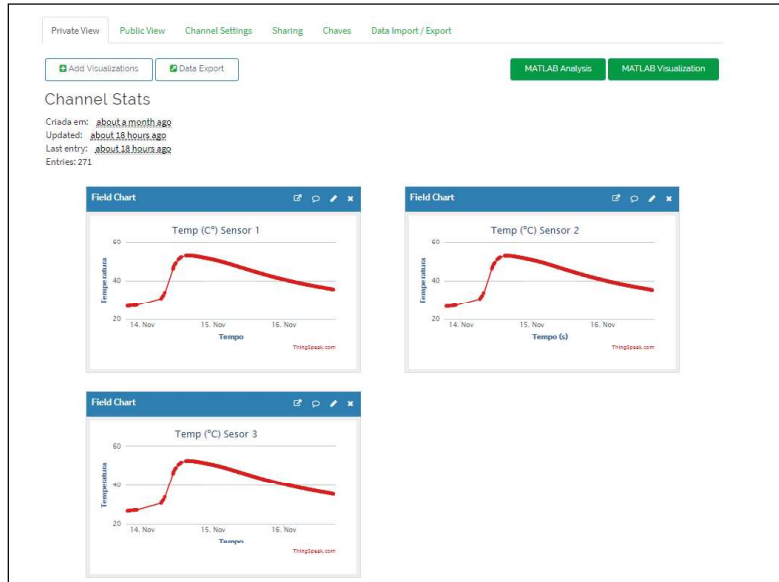 Private View Public View Channel Settings Sharing Chaves Data Import / Export
Add Visualizations Data Export MATLAB Analysis MATLAB Visualization
Channel Stats
Criada em: about a month ago
Updated: about 18 hours ago
Last entry: about 18 hours ago
Entries: 271
Field Chart
Temp (C°) Sensor 1
Temperatura
60
40
20
14. Nov 15. Nov 16. Nov
Tempo
ThingSpeak.com
Field Chart
Temp (°C) Sensor 2
Temperatura
60
40
20
14. Nov 15. Nov 16. Nov
Tempo (s)
ThingSpeak.com
Field Chart
Temp (°C) Sesor 3
Temperatura
60
40
20
14. Nov 15. Nov 16. Nov
Tempo
ThingSpeak.com